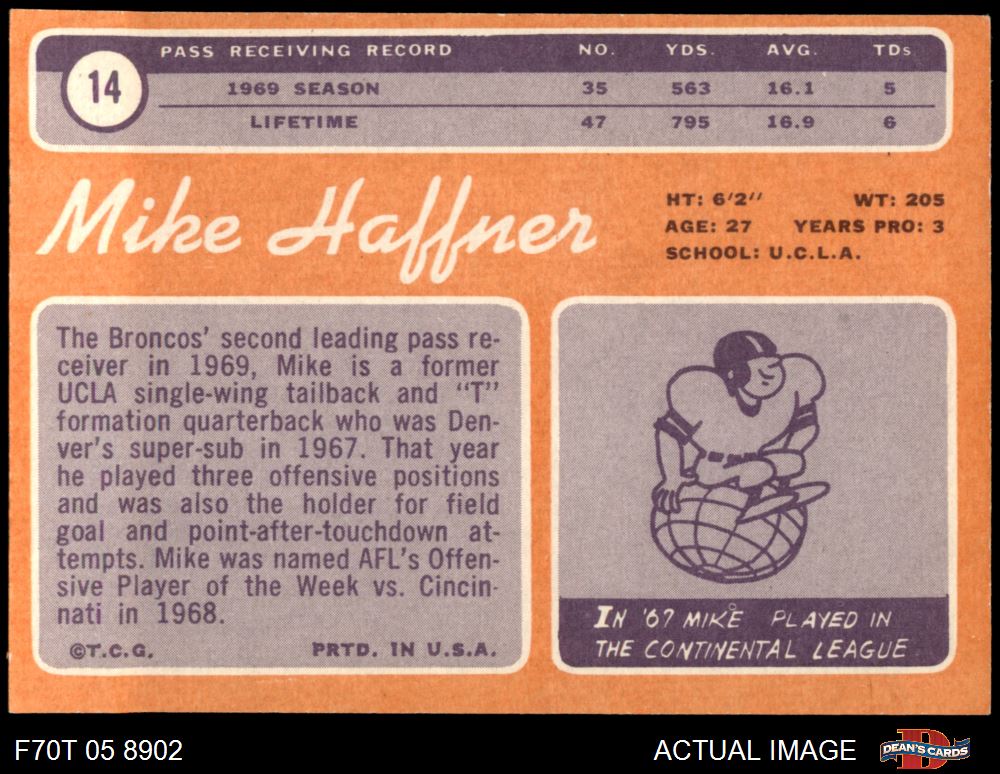 14
PASS RECEIVING RECORD NO. YDS. AVG. TDs
1969 SEASON 35 563 16.1 5
LIFETIME 47 795 16.9 6
Mike Haffner
HT: 6'2" WT: 205
AGE: 27 YEARS PRO: 3
SCHOOL: U.C.L.A.
The Broncos' second leading pass re-
ceiver in 1969, Mike is a former
UCLA single-wing tailback and "T"
formation quarterback who was Den-
ver's super-sub in 1967. That year
he played three offensive positions
and was also the holder for field
goal and point-after-touchdown at-
tempts. Mike was named AFL's Offen-
sive Player of the Week vs. Cincin-
nati in 1968.
©T.C.G. PRTD. IN U.S.A.
IN '67 MIKE PLAYED IN
THE CONTINENTAL LEAGUE
F70T 05 8902 ACTUAL IMAGE DEAN'S CARDS